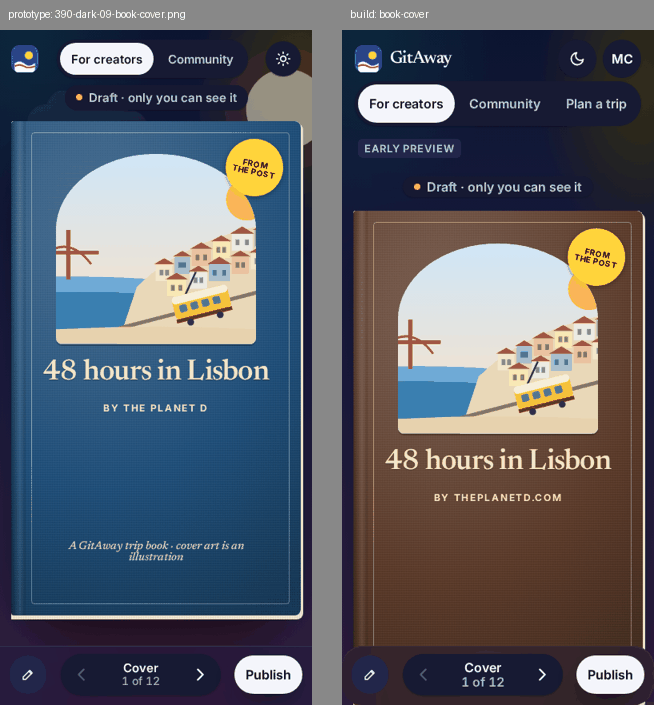 prototype: 390-dark-09-book-cover.png
For creators
Community
Draft · only you can see it
FROM
THE POST
48 hours in Lisbon
BY THE PLANET D
A GitAway trip book · cover art is an
illustration
Cover
1 of 12
Publish
build: book-cover
GitAway
MC
For creators
Community
Plan a trip
EARLY PREVIEW
Draft · only you can see it
FROM
THE POST
48 hours in Lisbon
BY THEPLANETD.COM
Cover
1 of 12
Publish